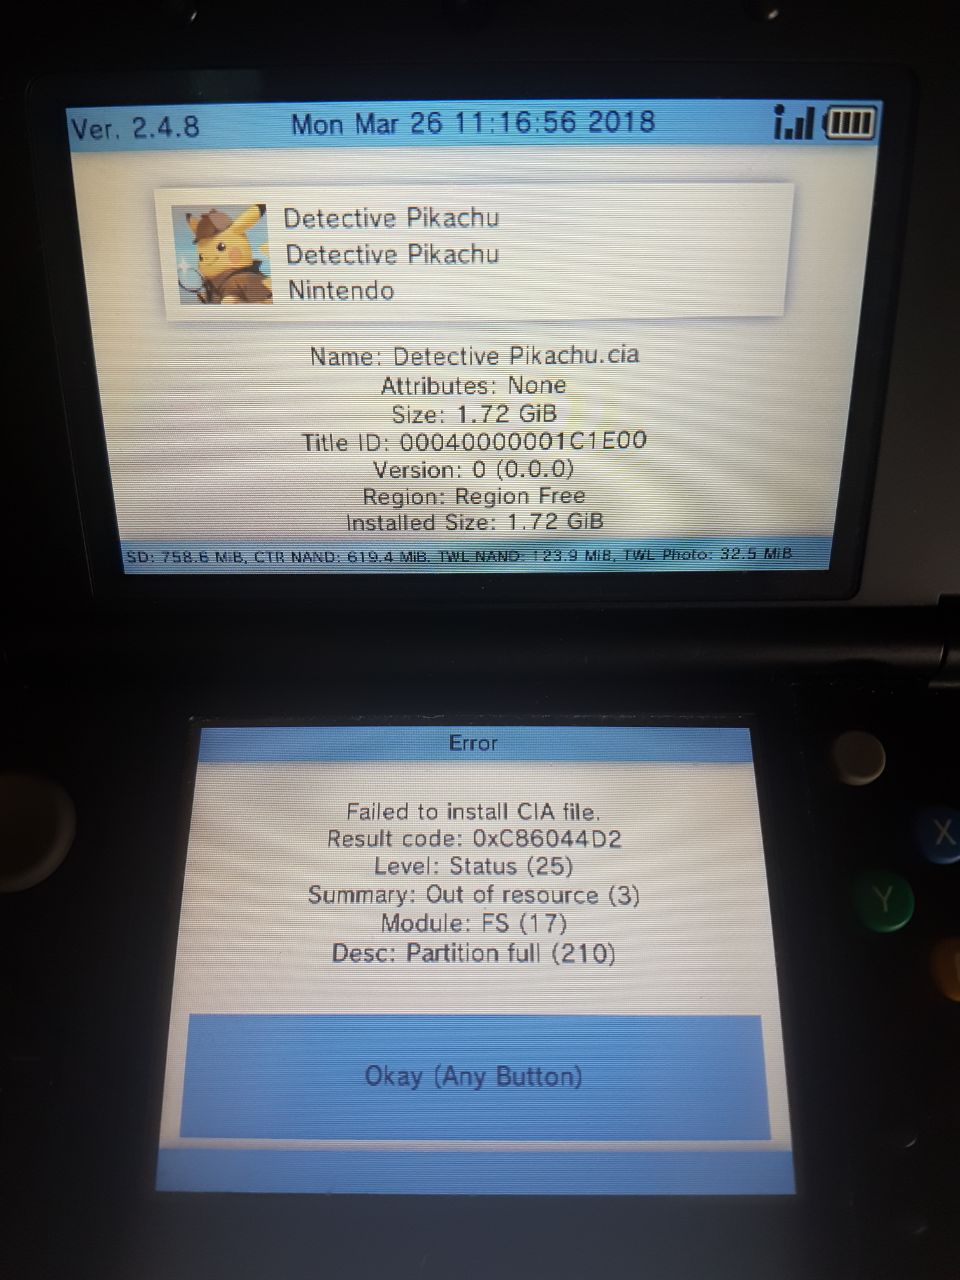 Ver. 2.4.8 Mon Mar 26 11:16:56 2018
Detective Pikachu
Detective Pikachu
Nintendo
Name: Detective Pikachu.cia
Attributes: None
Size: 1.72 GiB
Title ID: 00040000001C1E00
Version: 0 (0.0.0)
Region: Region Free
Installed Size: 1.72 GiB
SD: 758.6 MiB, CTR NAND: 619.4 MiB, TWL NAND: 123.9 MiB, TWL Photo: 32.5 MiB
Error
Failed to install CIA file.
Result code: 0xC86044D2
Level: Status (25)
Summary: Out of resource (3)
Module: FS (17)
Desc: Partition full (210)
X
Y
Okay (Any Button)